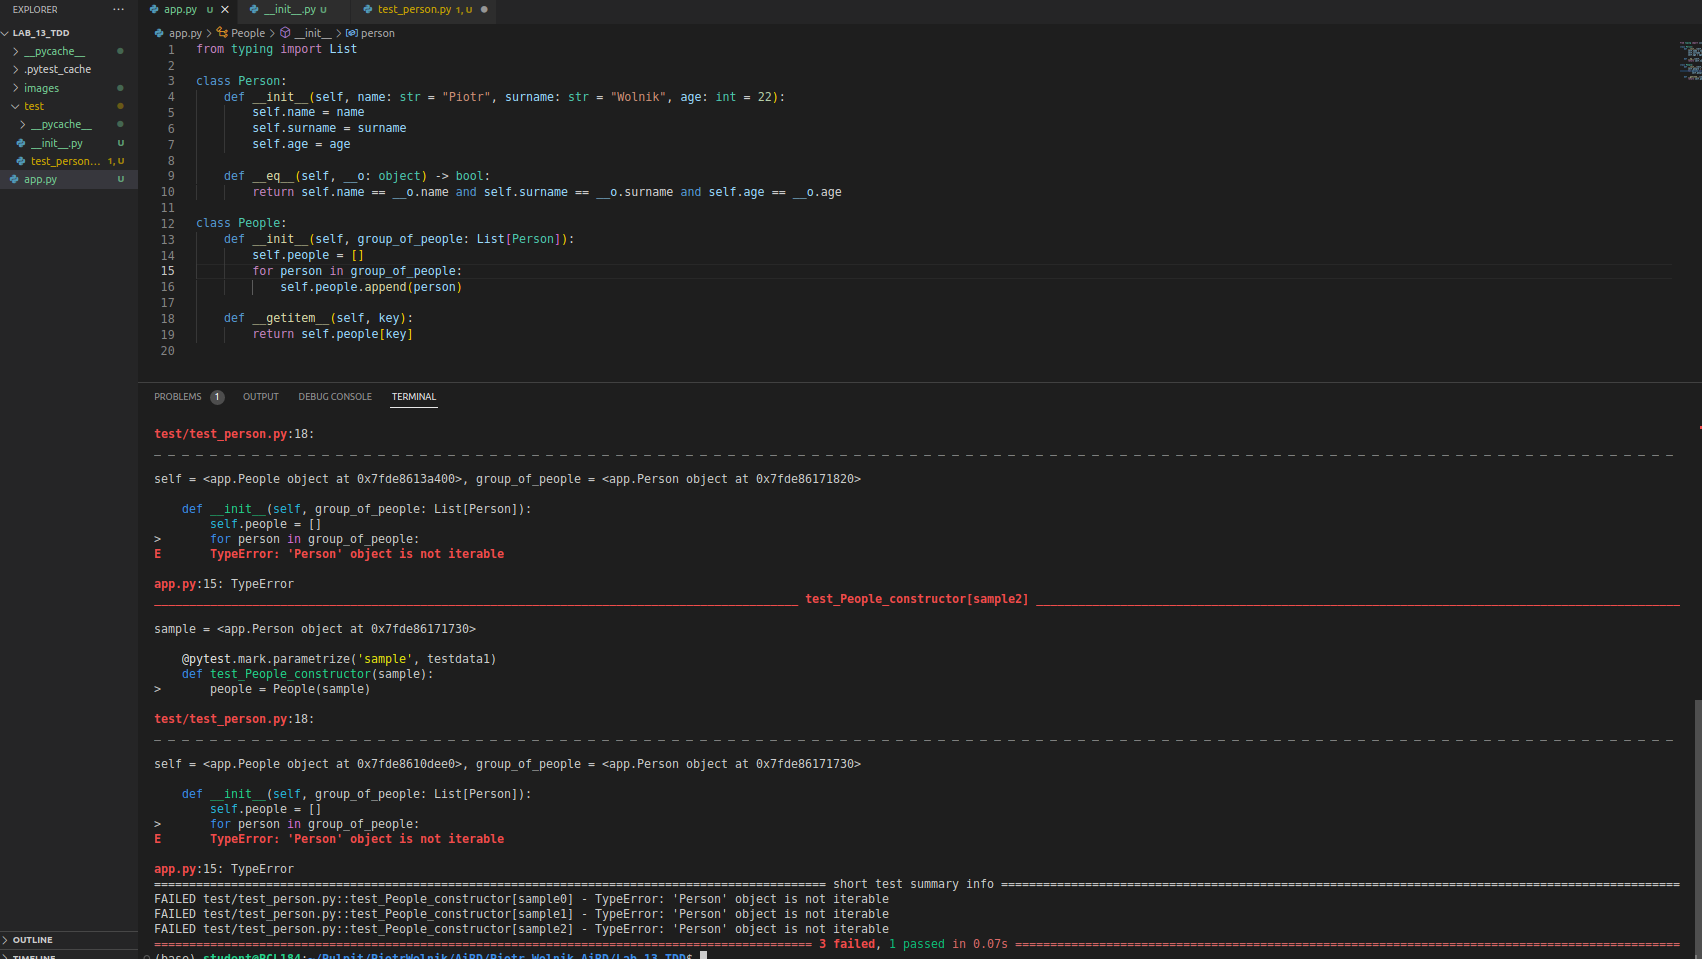 EXPLORER ···
LAB_13_TDD
__pycache__
.pytest_cache
images
test
__pycache__
__init__.py U
test_person... 1, U
app.py U
OUTLINE
TIMELINE
app.py U
__init__.py U
test_person.py 1, U
app.py > People > __init__ > person
1 from typing import List
2
3 class Person:
4 def __init__(self, name: str = "Piotr", surname: str = "Wolnik", age: int = 22):
5 self.name = name
6 self.surname = surname
7 self.age = age
8
9 def __eq__(self, __o: object) -> bool:
10 return self.name == __o.name and self.surname == __o.surname and self.age == __o.age
11
12 class People:
13 def __init__(self, group_of_people: List[Person]):
14 self.people = []
15 for person in group_of_people:
16 self.people.append(person)
17
18 def __getitem__(self, key):
19 return self.people[key]
20
PROBLEMS 1 OUTPUT DEBUG CONSOLE TERMINAL
test/test_person.py:18:
_ _ _ _ _ _ _ _ _ _ _ _ _ _ _ _ _ _ _ _ _ _ _ _
self = <app.People object at 0x7fde8613a400>, group_of_people = <app.Person object at 0x7fde86171820>
def __init__(self, group_of_people: List[Person]):
self.people = []
> for person in group_of_people:
E TypeError: 'Person' object is not iterable
app.py:15: TypeError
____________ test_People_constructor[sample2] ____________
sample = <app.Person object at 0x7fde86171730>
@pytest.mark.parametrize('sample', testdata1)
def test_People_constructor(sample):
> people = People(sample)
test/test_person.py:18:
_ _ _ _ _ _ _ _ _ _ _ _ _ _ _ _ _ _ _ _ _ _ _ _
self = <app.People object at 0x7fde8610dee0>, group_of_people = <app.Person object at 0x7fde86171730>
def __init__(self, group_of_people: List[Person]):
self.people = []
> for person in group_of_people:
E TypeError: 'Person' object is not iterable
app.py:15: TypeError
============ short test summary info ============
FAILED test/test_person.py::test_People_constructor[sample0] - TypeError: 'Person' object is not iterable
FAILED test/test_person.py::test_People_constructor[sample1] - TypeError: 'Person' object is not iterable
FAILED test/test_person.py::test_People_constructor[sample2] - TypeError: 'Person' object is not iterable
============ 3 failed, 1 passed in 0.07s ============
(base) student@PCL184:~/Pulpit/PiotrWolnik/AiRD/Piotr_Wolnik_AiRD/Lab_13_TDD$